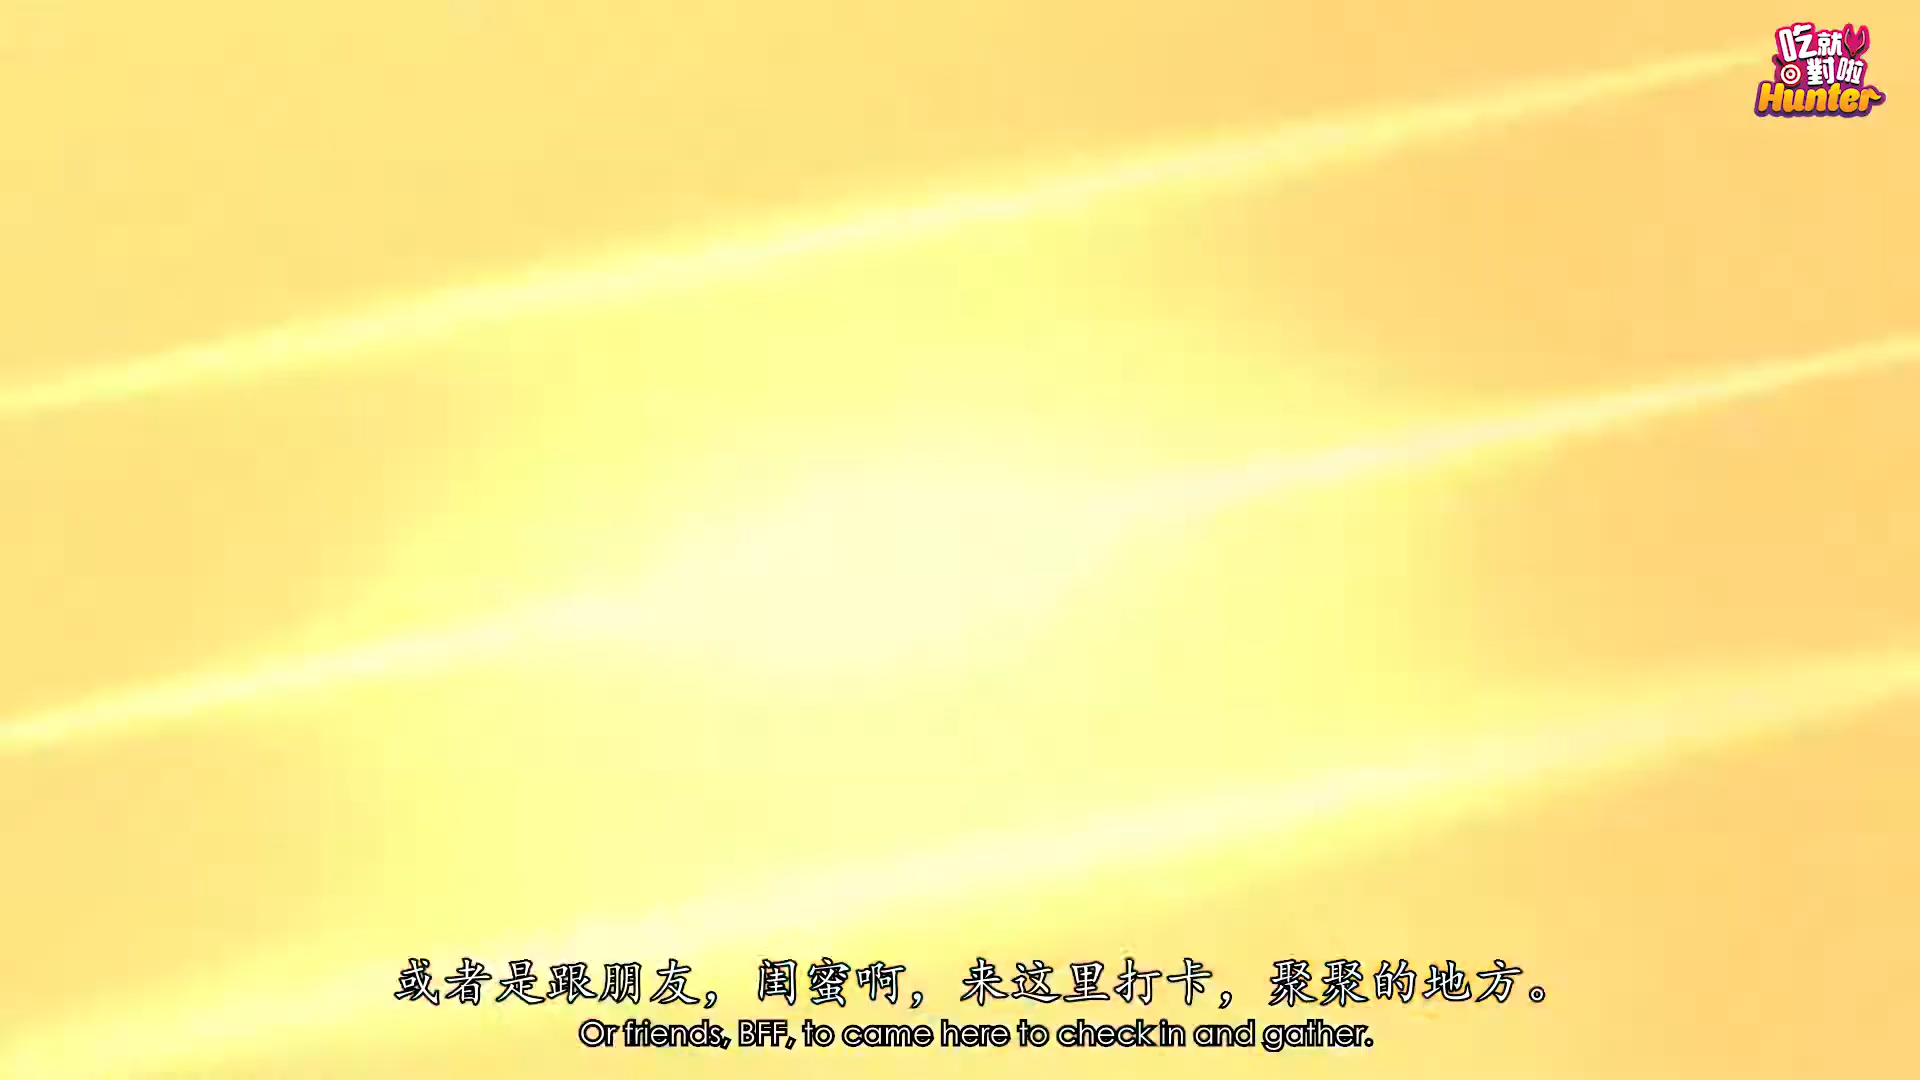 吃就
對啦
Hunter
或者是跟朋友，闺蜜啊，来这里打卡，聚聚的地方。
Or friends, BFF, to came here to check in and gather.